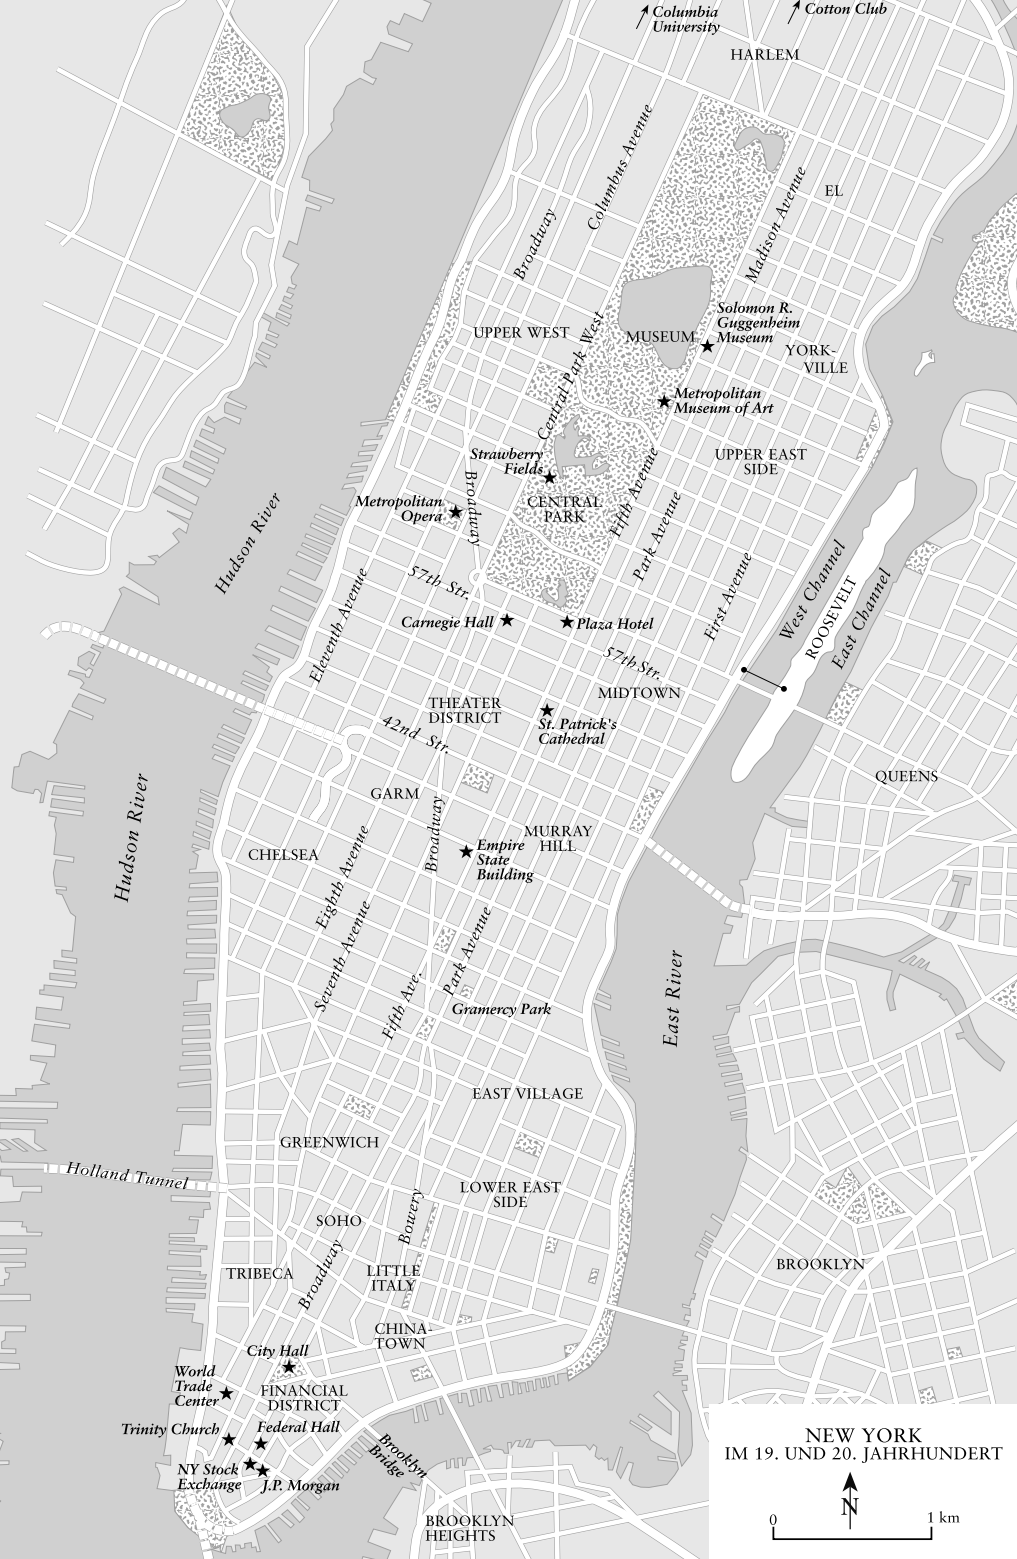 Columbia
University
Cotton Club
HARLEM
Columbus Avenue
EL
Madison Avenue
Broadway
Solomon R.
Guggenheim
Museum
UPPER WEST
MUSEUM
YORK-
VILLE
Central Park West
Metropolitan
Museum of Art
Strawberry
Fields
UPPER EAST
SIDE
Metropolitan
Opera
Broadway
CENTRAL
PARK
Fifth Avenue
Park Avenue
Hudson River
57th Str.
Eleventh Avenue
First Avenue
West Channel
ROOSEVELT
East Channel
Carnegie Hall
Plaza Hotel
57th Str.
MIDTOWN
THEATER
DISTRICT
St. Patrick's
Cathedral
42nd Str.
QUEENS
GARM
Hudson River
Broadway
MURRAY
HILL
Empire
State
Building
CHELSEA
Eighth Avenue
Seventh Avenue
Park Avenue
Fifth Ave.
Gramercy Park
East River
EAST VILLAGE
GREENWICH
Holland Tunnel
LOWER EAST
SIDE
Bowery
SOHO
Broadway
TRIBECA
LITTLE
ITALY
BROOKLYN
CHINA-
TOWN
City Hall
World
Trade
Center
FINANCIAL
DISTRICT
Trinity Church
Federal Hall
NY Stock
Exchange
J.P. Morgan
Brooklyn
Bridge
BROOKLYN
HEIGHTS
NEW YORK
IM 19. UND 20. JAHRHUNDERT
N
0
1 km